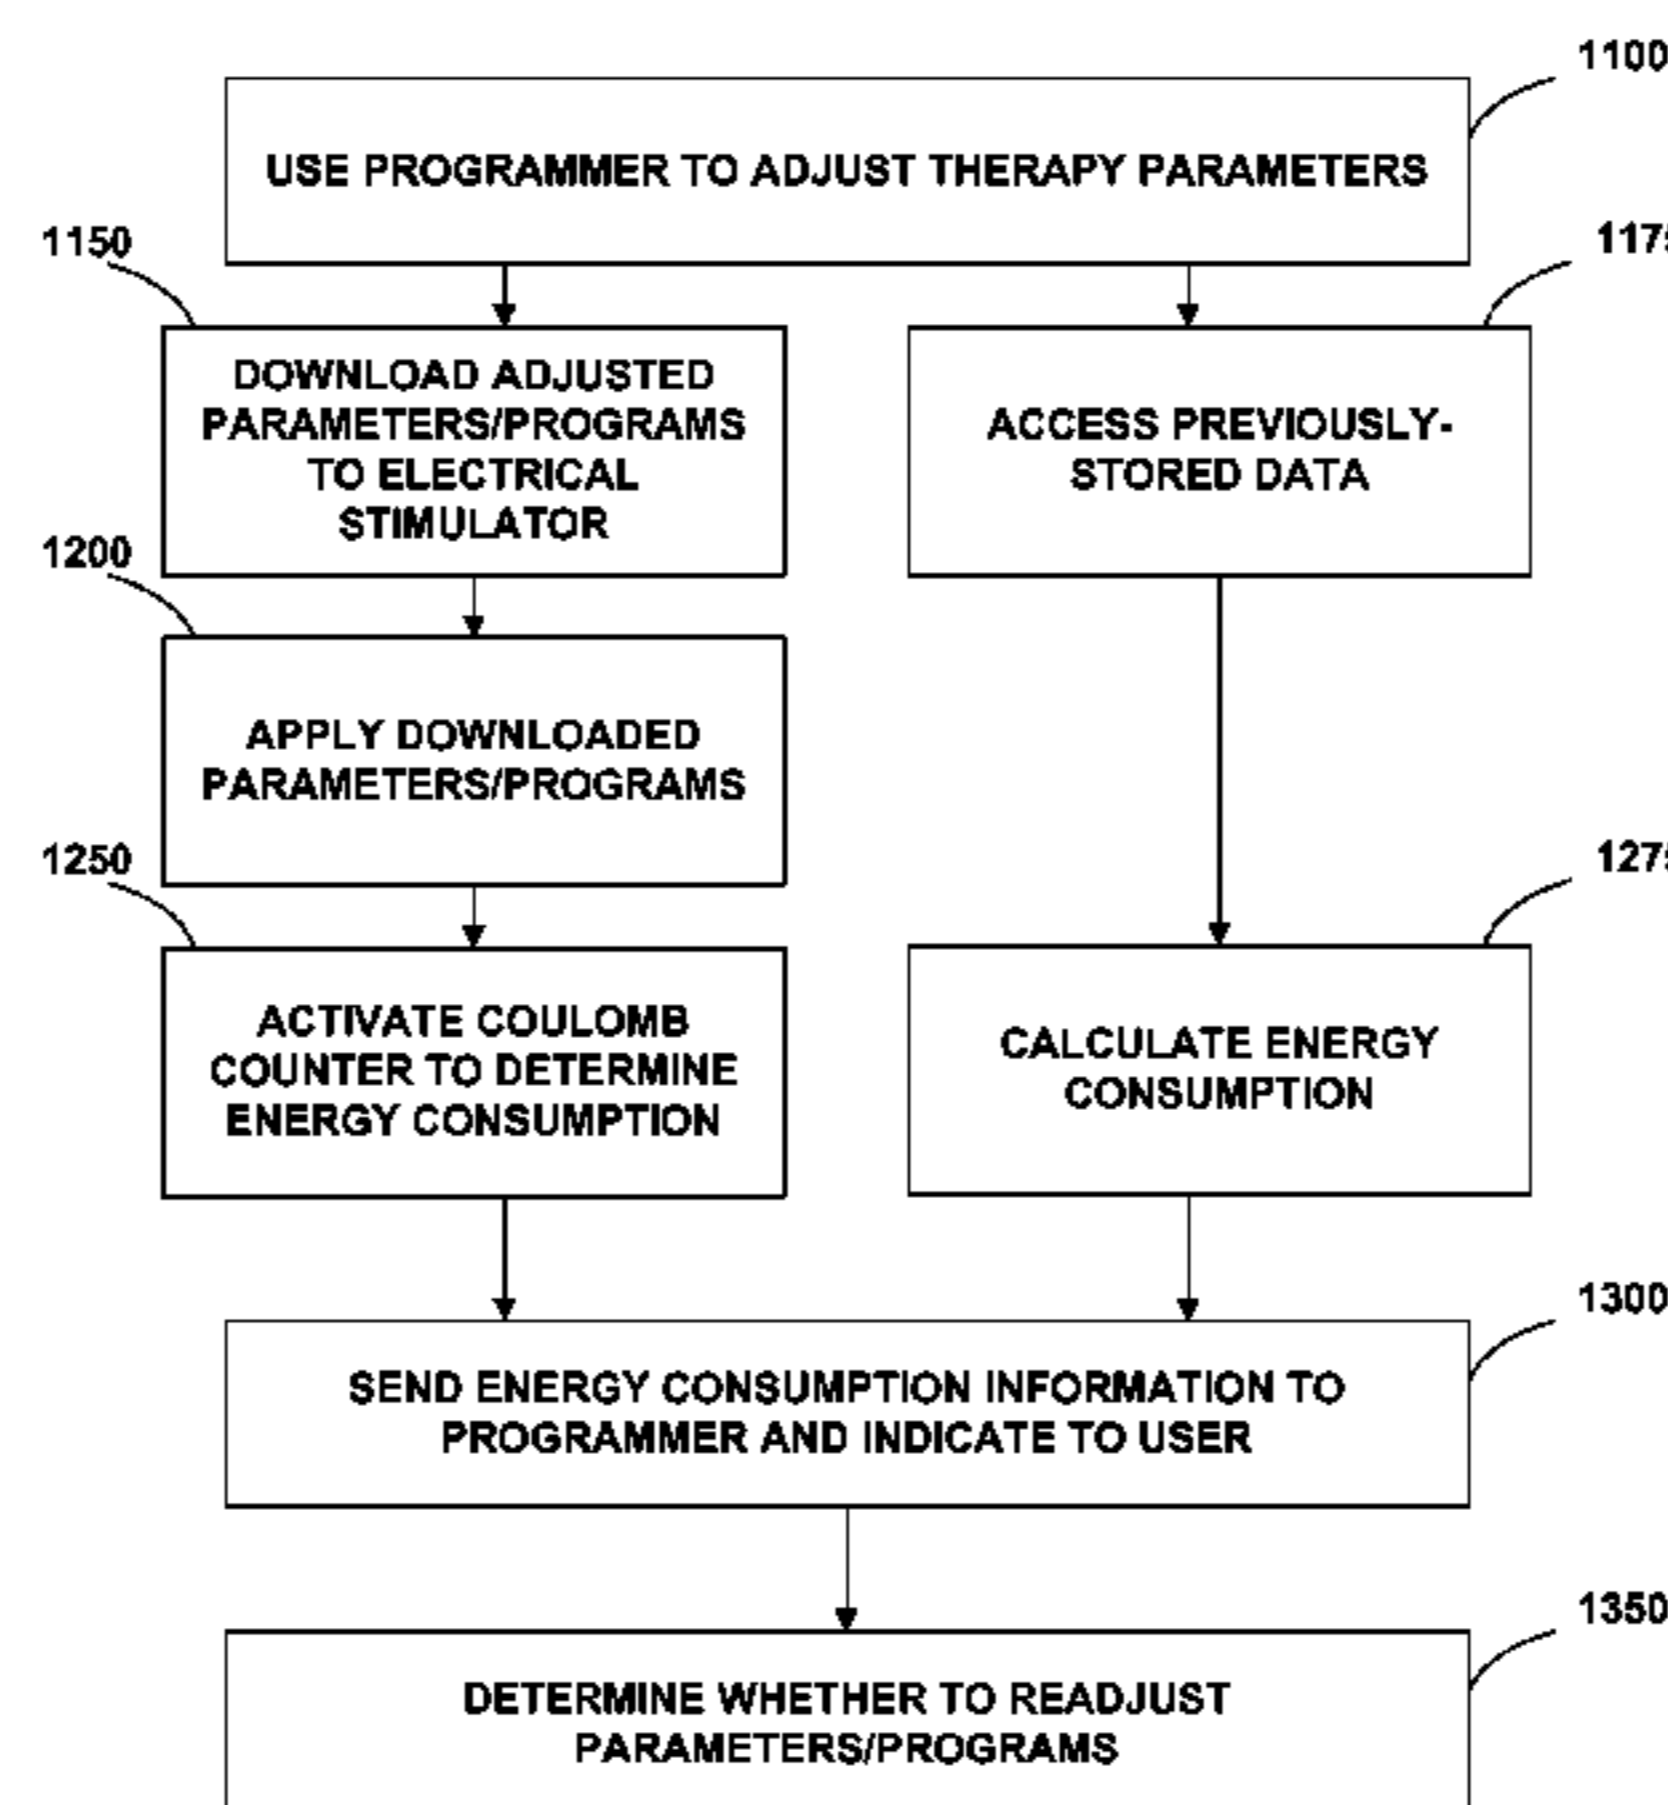 1100
USE PROGRAMMER TO ADJUST THERAPY PARAMETERS
1150
1175
DOWNLOAD ADJUSTED
PARAMETERS/PROGRAMS
TO ELECTRICAL
STIMULATOR
ACCESS PREVIOUSLY-
STORED DATA
1200
APPLY DOWNLOADED
PARAMETERS/PROGRAMS
1250
1275
ACTIVATE COULOMB
COUNTER TO DETERMINE
ENERGY CONSUMPTION
CALCULATE ENERGY
CONSUMPTION
1300
SEND ENERGY CONSUMPTION INFORMATION TO
PROGRAMMER AND INDICATE TO USER
1350
DETERMINE WHETHER TO READJUST
PARAMETERS/PROGRAMS